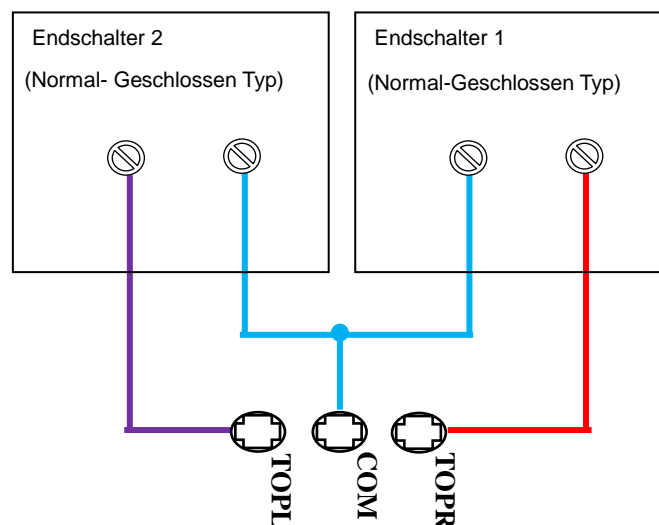 Endschalter 2
(Normal- Geschlossen Typ)
Endschalter 1
(Normal-Geschlossen Typ)
TOPL
COM
TOPR